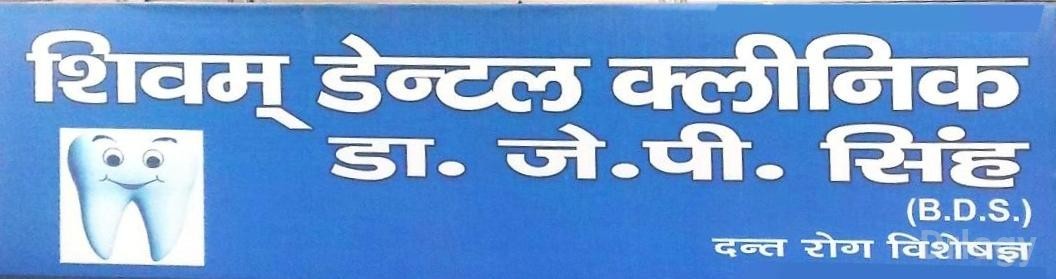 शिवम् डेन्टल क्लीनिक
डा. जे.पी. सिंह
(B.D.S.)
दन्त रोग विशेषज्ञ